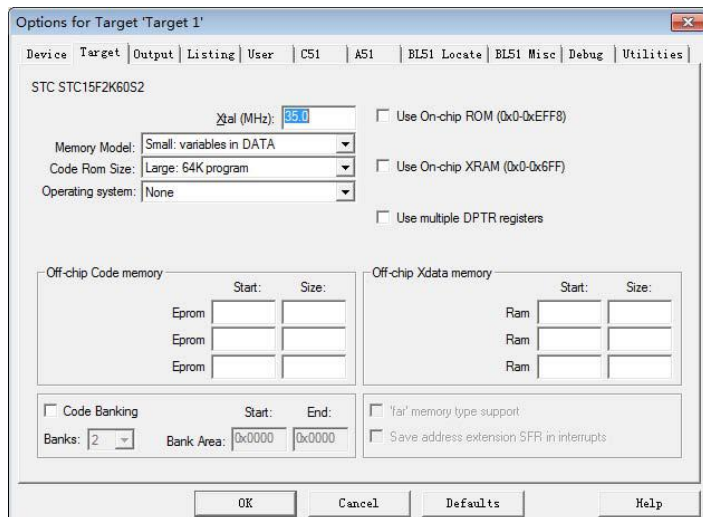 Options for Target 'Target 1'
Device Target Output Listing User C51 A51 BL51 Locate BL51 Misc Debug Utilities
STC STC15F2K60S2
Xtal (MHz): 35.0 Use On-chip ROM (0x0-0xEFF8)
Memory Model: Small: variables in DATA
Code Rom Size: Large: 64K program Use On-chip XRAM (0x0-0x6FF)
Operating system: None
Use multiple DPTR registers
Off-chip Code memory Off-chip Xdata memory
Start: Size: Start: Size:
Eprom Ram
Eprom Ram
Eprom Ram
Code Banking Start: End: 'far' memory type support
Banks: 2 Bank Area: 0x0000 0x0000 Save address extension SFR in interrupts
OK Cancel Defaults Help